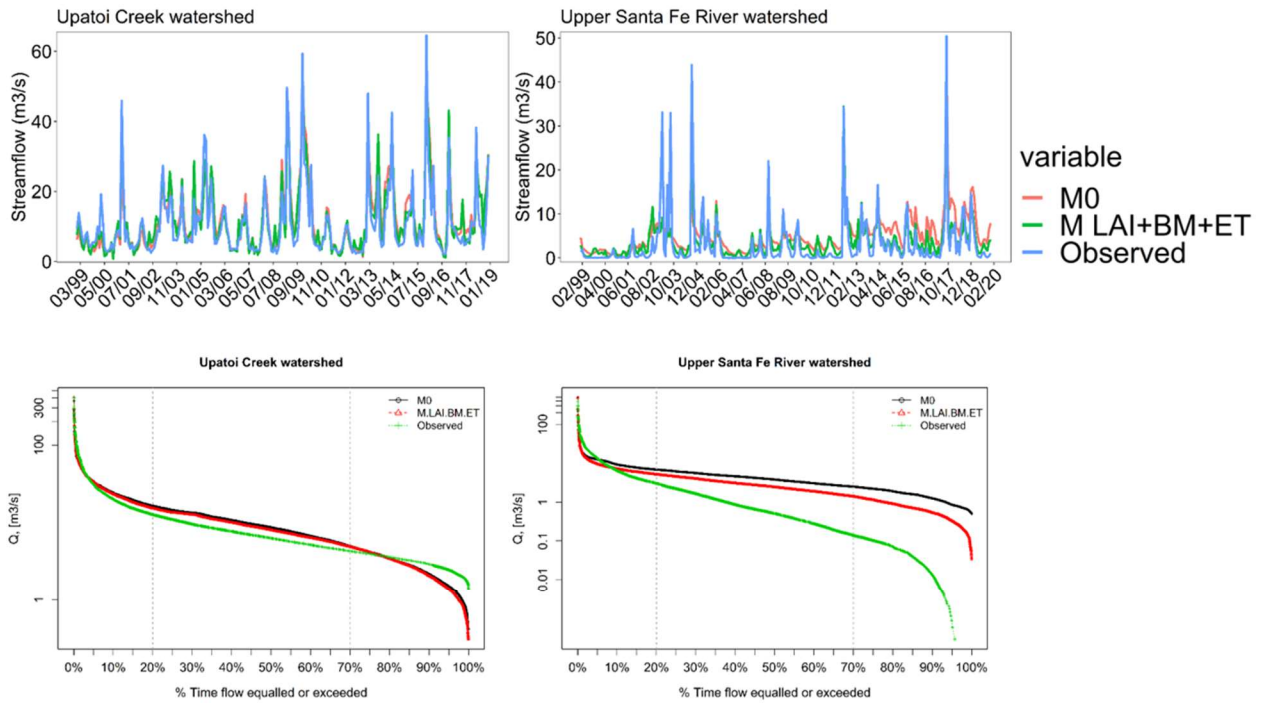 Upatoi Creek watershed
Upper Santa Fe River watershed
Streamflow (m3/s)
60
40
20
0
03/99 05/00 07/01 09/02 11/03 01/05 03/06 05/07 07/08 09/09 11/10 01/12 03/13 05/14 07/15 09/16 11/17 01/19
Streamflow (m3/s)
50
40
30
20
10
0
02/99 04/00 06/01 08/02 10/03 12/04 02/06 04/07 06/08 08/09 10/10 12/11 02/13 04/14 06/15 08/16 10/17 12/18 02/20
variable
M0
M LAI+BM+ET
Observed
Upatoi Creek watershed
M0
M.LAI.BM.ET
Observed
Q, [m3/s]
300
100
1
0% 10% 20% 30% 40% 50% 60% 70% 80% 90% 100%
% Time flow equalled or exceeded
Upper Santa Fe River watershed
M0
M.LAI.BM.ET
Observed
Q, [m3/s]
100
1
0.1
0.01
0% 10% 20% 30% 40% 50% 60% 70% 80% 90% 100%
% Time flow equalled or exceeded